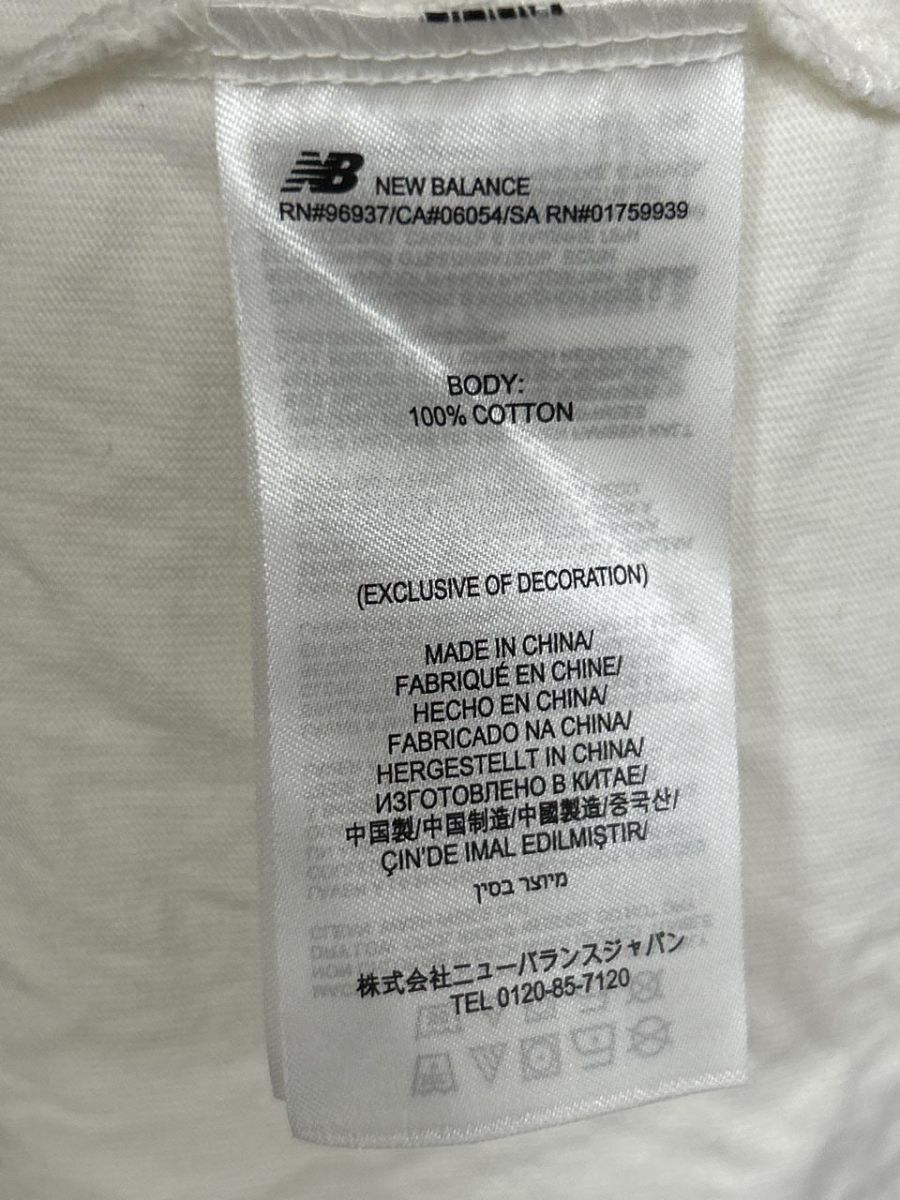 NB NEW BALANCE
RN#96937/CA#06054/SA RN#01759939
BODY:
100% COTTON
(EXCLUSIVE OF DECORATION)
MADE IN CHINA/
FABRIQUÉ EN CHINE/
HECHO EN CHINA/
FABRICADO NA CHINA/
HERGESTELLT IN CHINA/
ИЗГОТОВЛЕНО В КИТАЕ/
中国製/中国制造/中國製造/중국산/
ÇIN'DE IMAL EDILMIŞTIR/
מיוצר בסין
株式会社ニューバランスジャパン
TEL 0120-85-7120